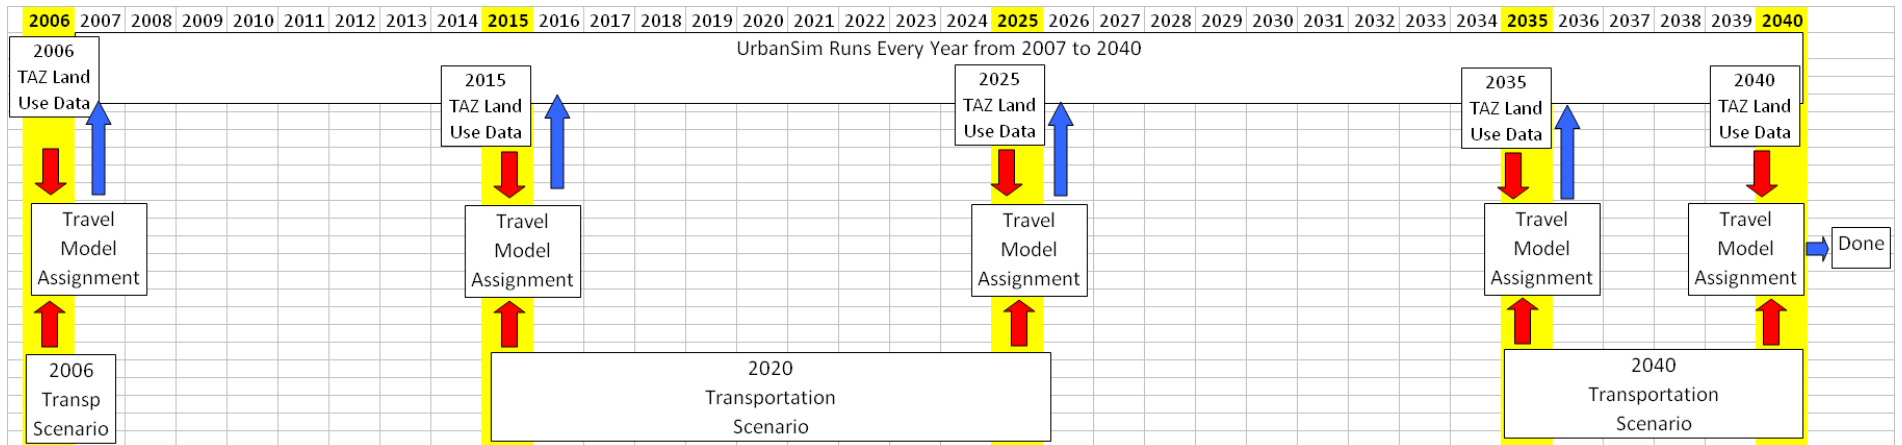 2006 2007 2008 2009 2010 2011 2012 2013 2014 2015 2016 2017 2018 2019 2020 2021 2022 2023 2024 2025 2026 2027 2028 2029 2030 2031 2032 2033 2034 2035 2036 2037 2038 2039 2040
UrbanSim Runs Every Year from 2007 to 2040
2006
TAZ Land
Use Data
2015
TAZ Land
Use Data
2025
TAZ Land
Use Data
2035
TAZ Land
Use Data
2040
TAZ Land
Use Data
Travel
Model
Assignment
Travel
Model
Assignment
Travel
Model
Assignment
Travel
Model
Assignment
Travel
Model
Assignment
Done
2006
Transp
Scenario
2020
Transportation
Scenario
2040
Transportation
Scenario